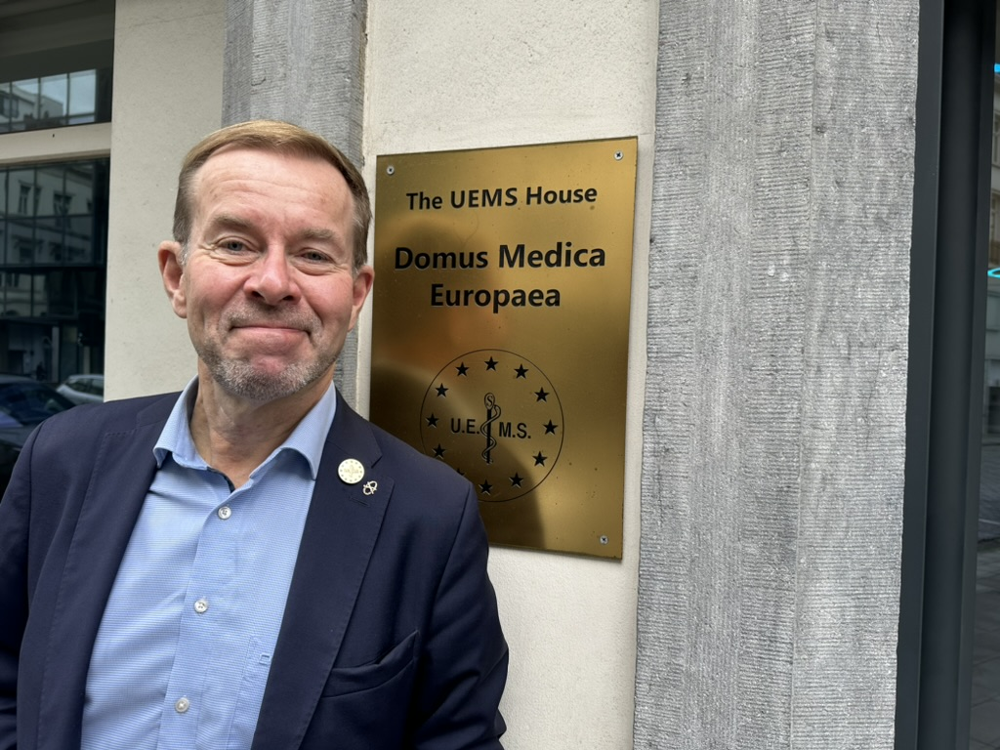 The UEMS House
Domus Medica
Europaea
U.E. M.S.